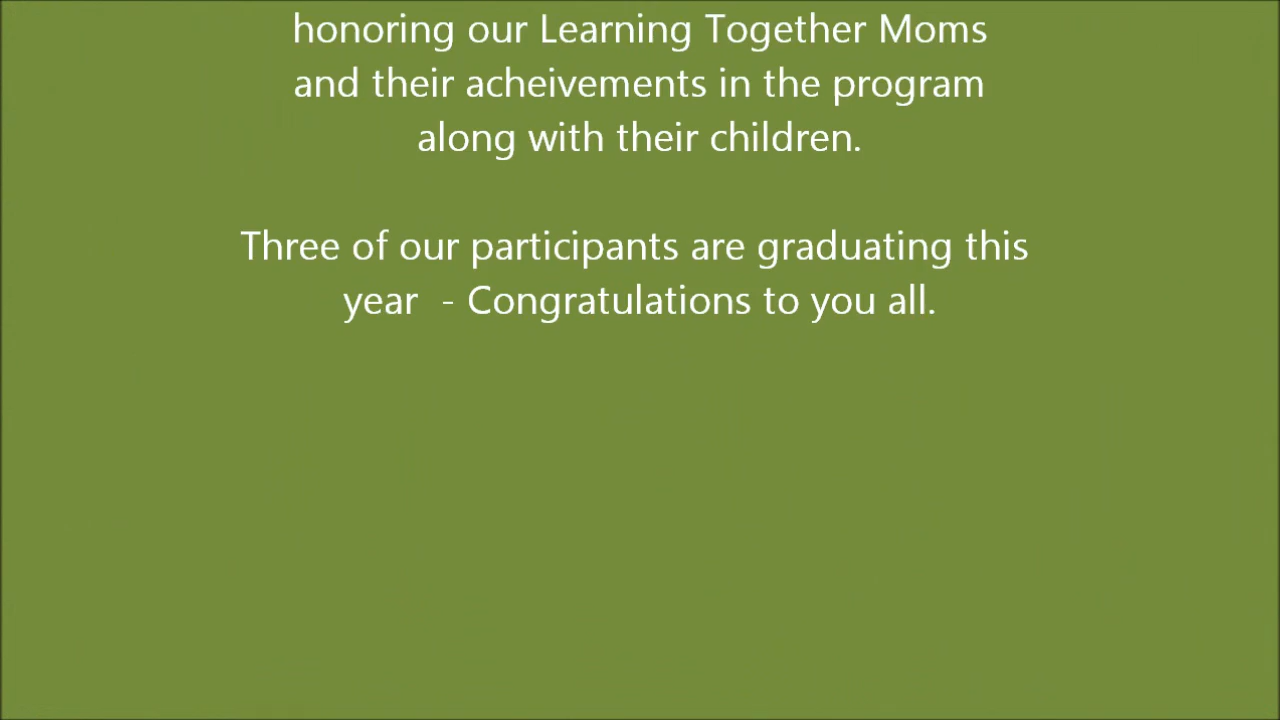 honoring our Learning Together Moms
and their acheivements in the program
along with their children.
Three of our participants are graduating this
year  - Congratulations to you all.